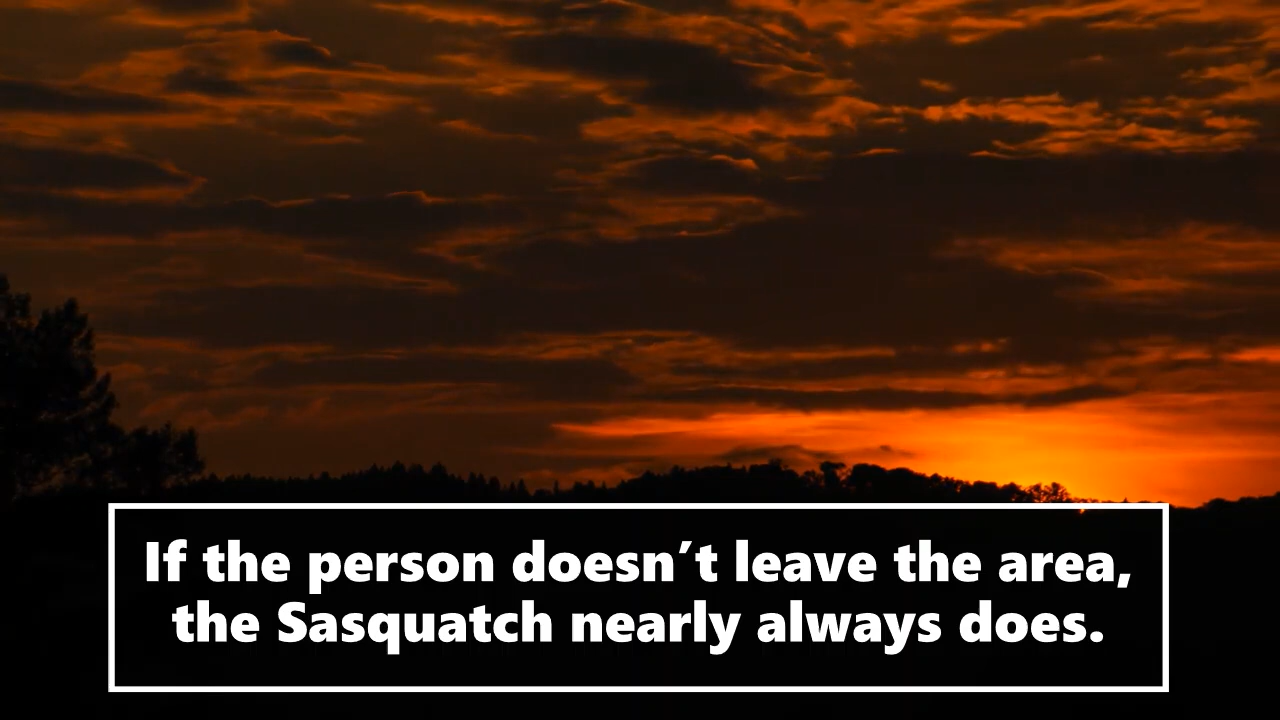 If the person doesn’t leave the area,
the Sasquatch nearly always does.